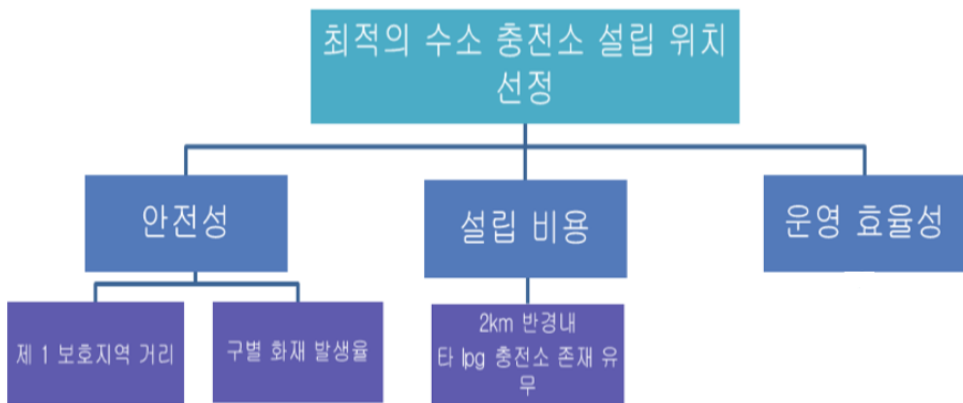 최적의 수소 충전소 설립 위치
선정
안전성
설립 비용
운영 효율성
제 1 보호지역 거리
구별 화재 발생율
2km 반경내
타 lpg 충전소 존재 유
무